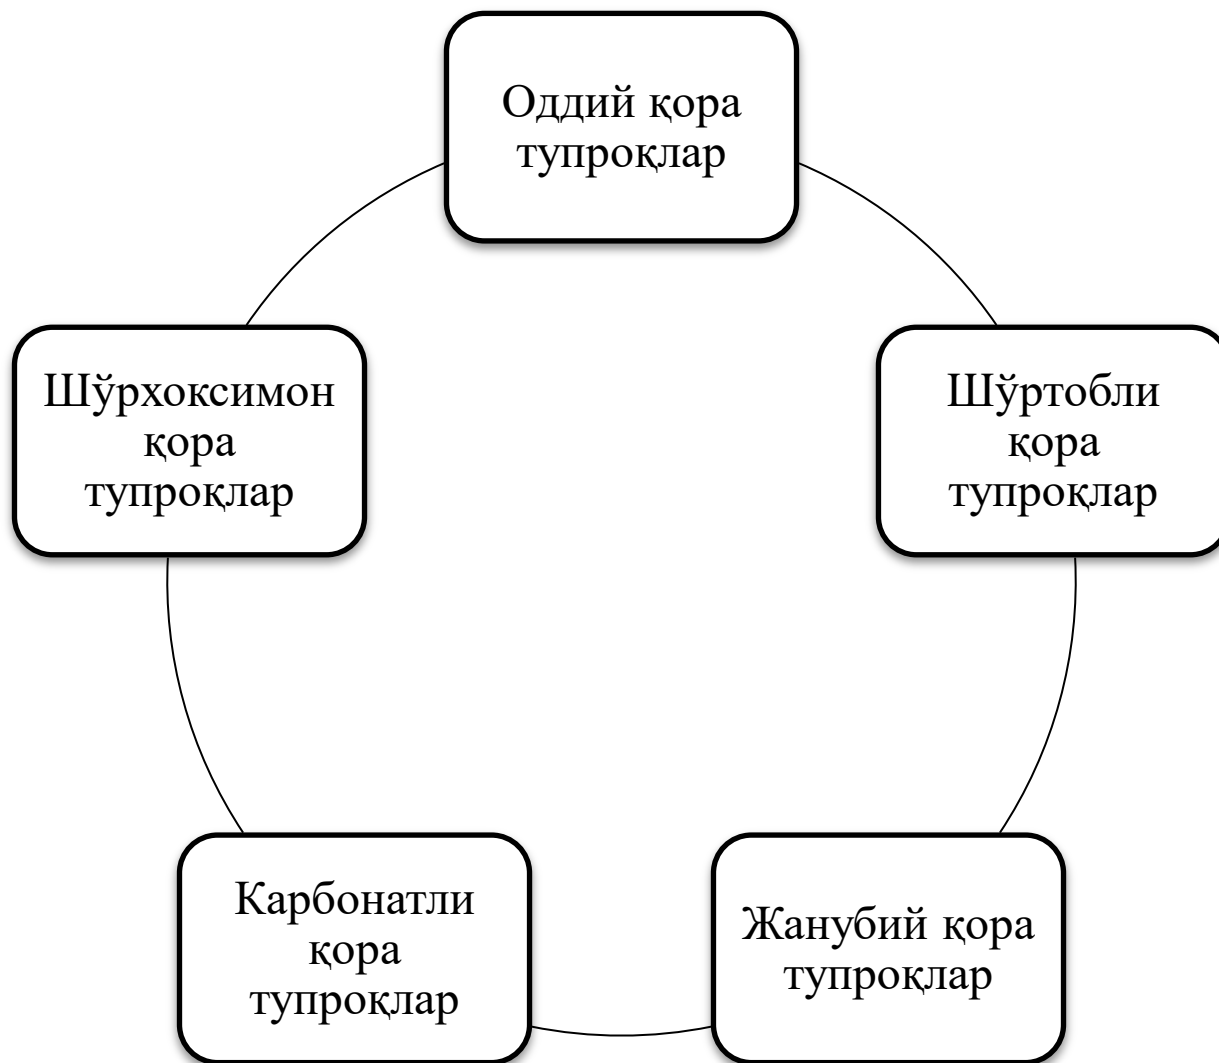 Оддий қора
тупроқлар
Шўртобли
қора
тупроқлар
Жанубий қора
тупроқлар
Карбонатли
қора
тупроқлар
Шўрхоксимон
қора
тупроқлар